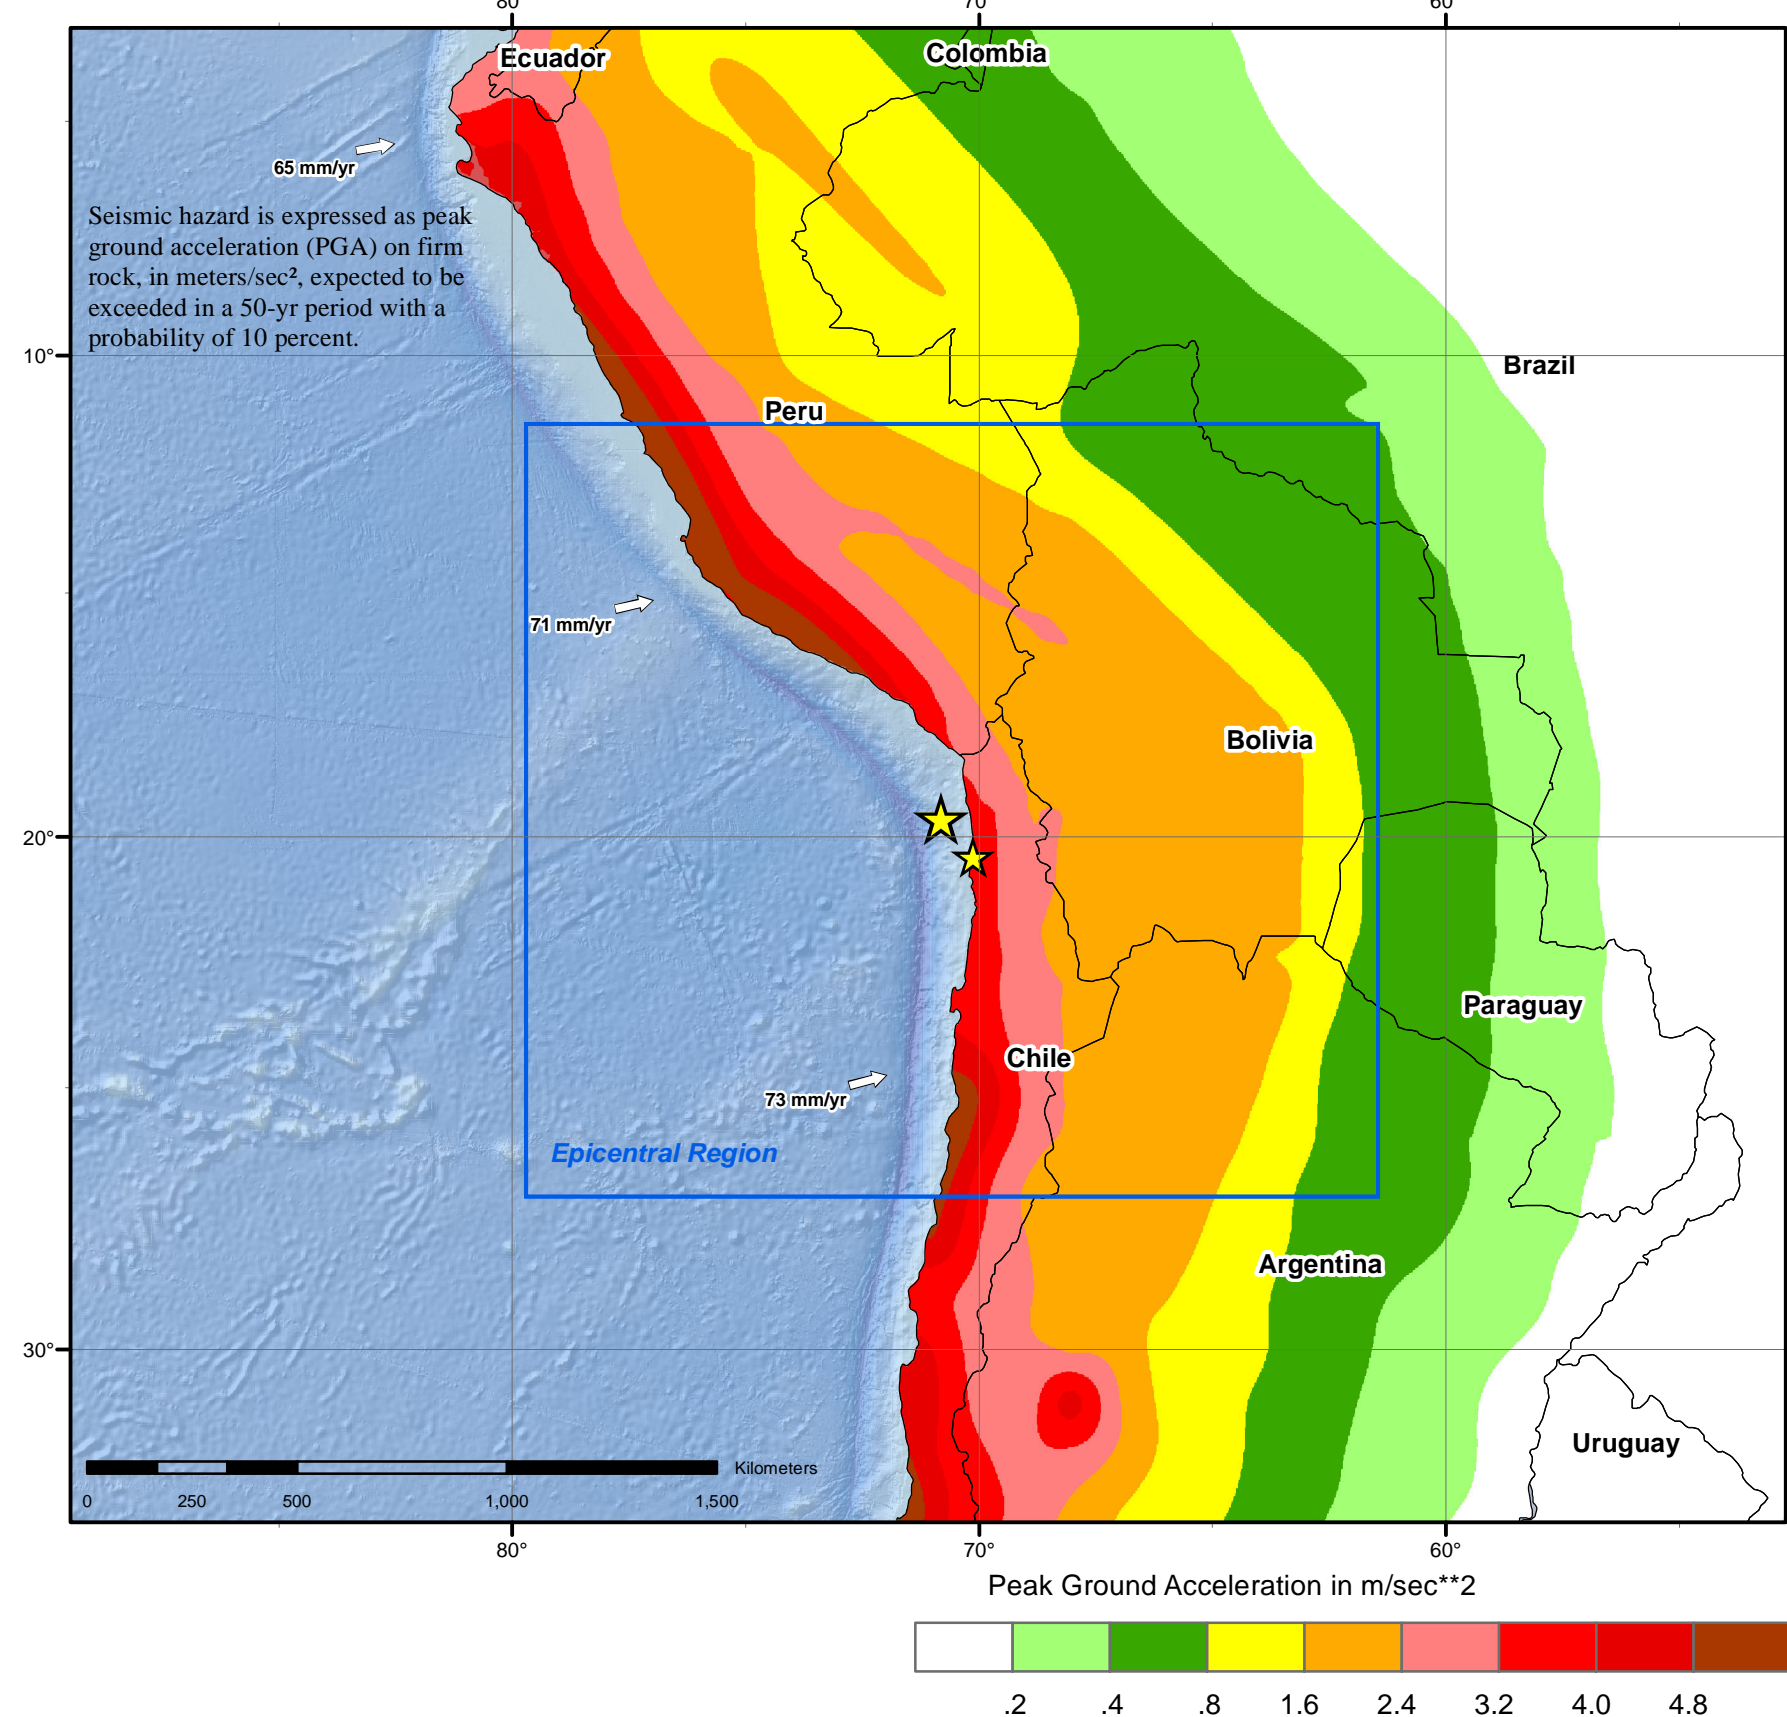 80
70
60
Ecuador
Colombia
65 mm/yr
Seismic hazard is expressed as peak
ground acceleration (PGA) on firm
rock, in meters/sec², expected to be
exceeded in a 50-yr period with a
probability of 10 percent.
10°
Brazil
Peru
71 mm/yr
Bolivia
20°
Paraguay
Chile
73 mm/yr
Epicentral Region
Argentina
30°
Uruguay
Kilometers
0 250 500 1,000 1,500
80° 70° 60°
Peak Ground Acceleration in m/sec**2
.2 .4 .8 1.6 2.4 3.2 4.0 4.8